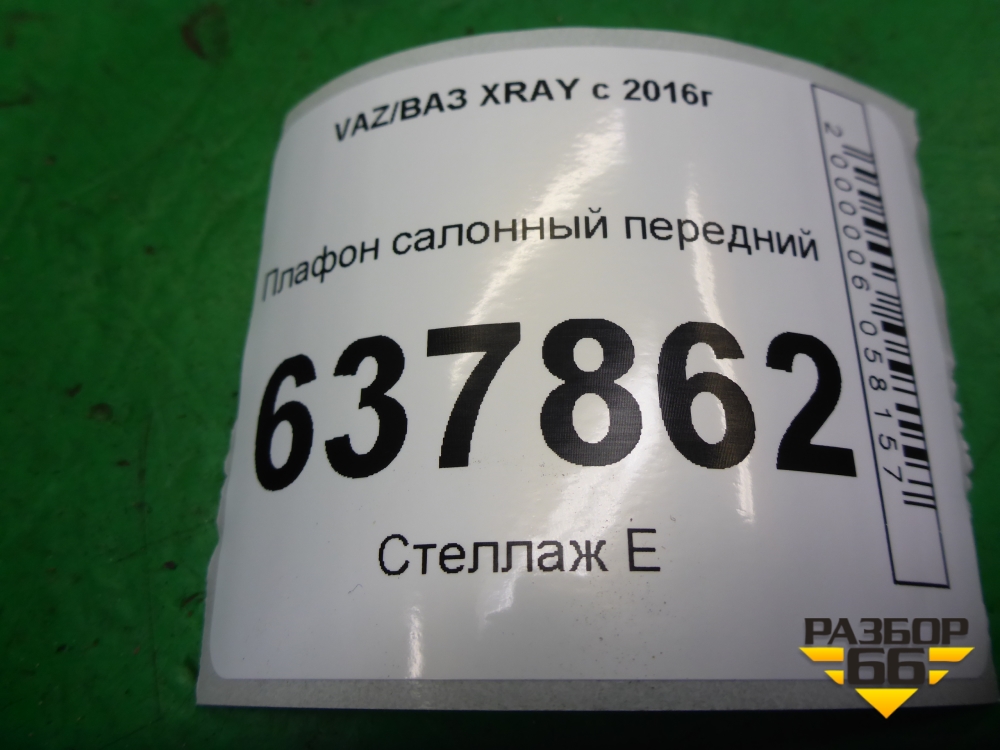 VAZ/ВАЗ XRAY с 2016г
Плафон салонный передний
637862
Стеллаж Е
2000006058157
РАЗБОР
66